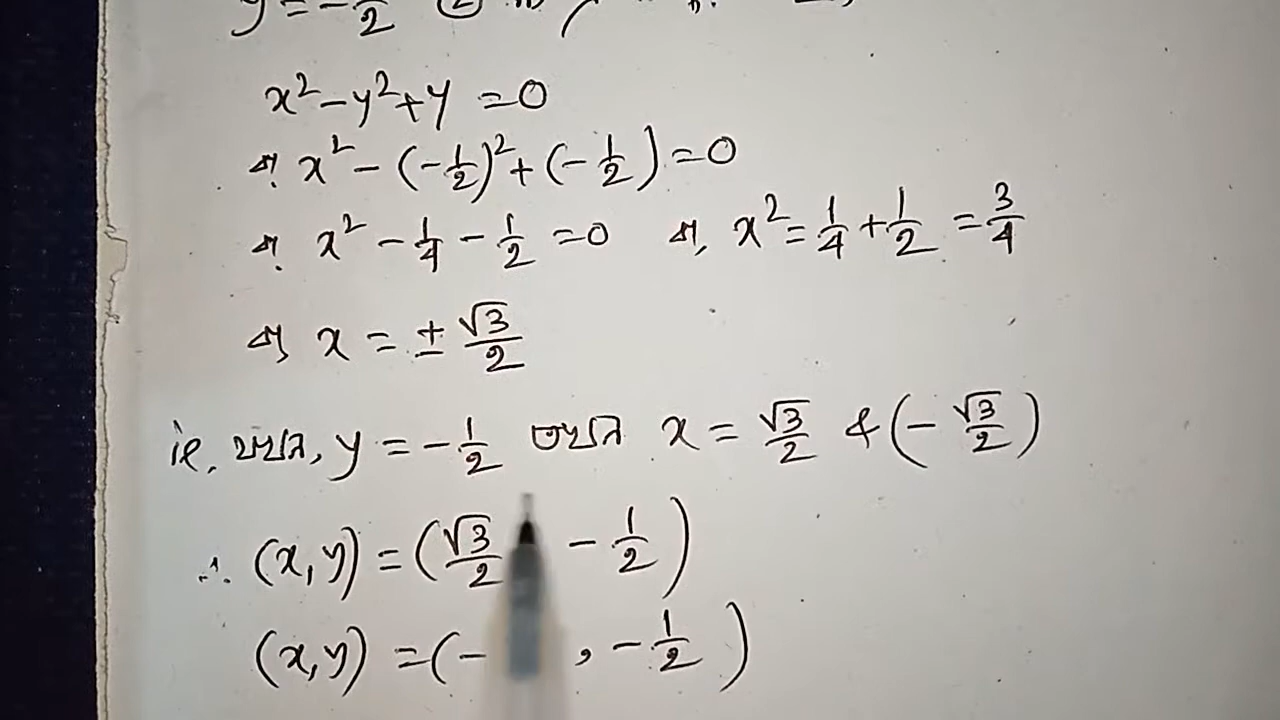 y = -1/2
x² - y² + y = 0
বা, x² - (-1/2)² + (-1/2) = 0
বা, x² - 1/4 - 1/2 = 0 বা, x² = 1/4 + 1/2 = 3/4
বা, x = ± √3/2
ie, যখন, y = -1/2 তখন x = √3/2 & (- √3/2)
∴ (x, y) = (√3/2 - 1/2)
(x, y) = (- , - 1/2)